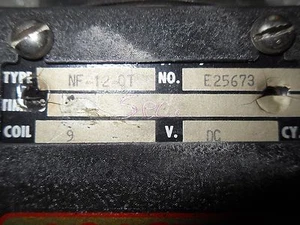 TYPE NF-12-DT NO. E25673
COIL 9 V. DC CY